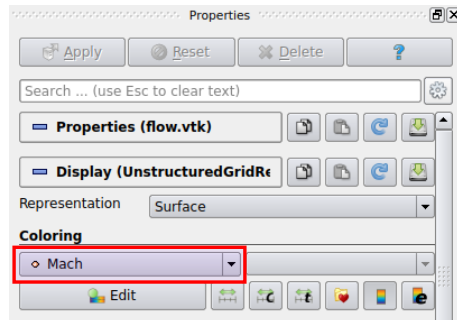 Properties
Apply Reset Delete ?
Search ... (use Esc to clear text)
Properties (flow.vtk)
Display (UnstructuredGridRe
Representation Surface
Coloring
Mach
Edit c t e